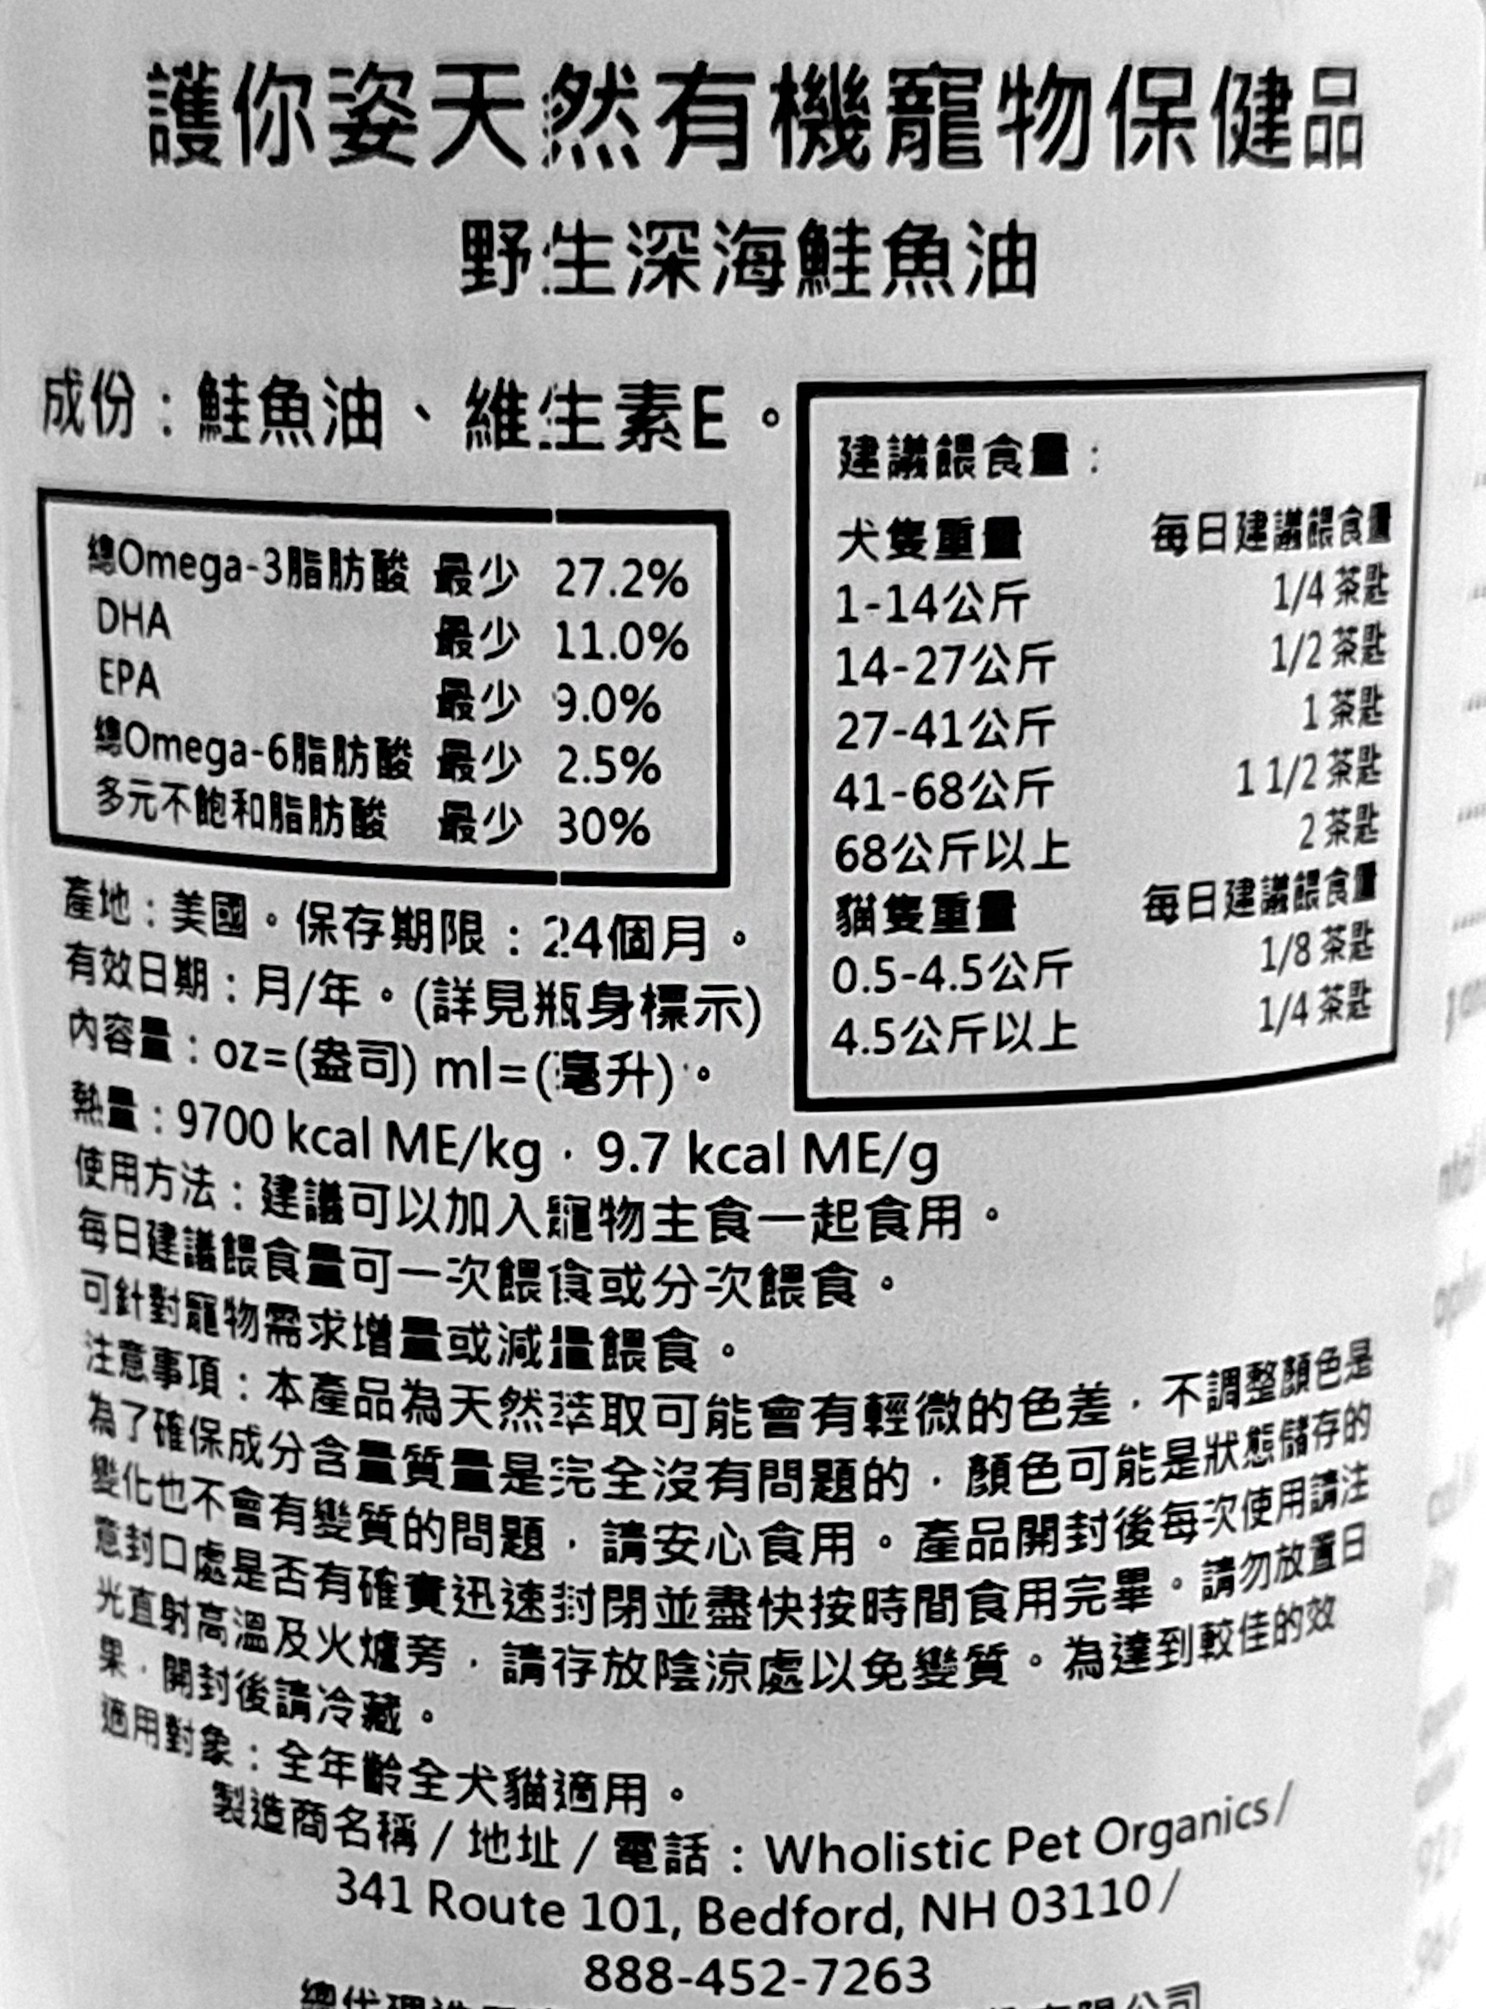 護你姿天然有機寵物保健品
野生深海鮭魚油
成份：鮭魚油、維生素E。
總Omega-3脂肪酸 最少 27.2%
DHA 最少 11.0%
EPA 最少 9.0%
總Omega-6脂肪酸 最少 2.5%
多元不飽和脂肪酸 最少 30%
建議餵食量：
犬隻重量 每日建議餵食量
1-14公斤 1/4 茶匙
14-27公斤 1/2 茶匙
27-41公斤 1 茶匙
41-68公斤 1 1/2 茶匙
68公斤以上 2 茶匙
貓隻重量 每日建議餵食量
0.5-4.5公斤 1/8 茶匙
4.5公斤以上 1/4 茶匙
產地：美國。保存期限：24個月。
有效日期：月/年。(詳見瓶身標示)
內容量：oz=(盎司) ml=(毫升)。
熱量：9700 kcal ME/kg，9.7 kcal ME/g
使用方法：建議可以加入寵物主食一起食用。
每日建議餵食量可一次餵食或分次餵食。
可針對寵物需求增量或減量餵食。
注意事項：本產品為天然萃取可能會有輕微的色差，不調整顏色是
為了確保成分含量質量是完全沒有問題的，顏色可能是狀態儲存的
變化也不會有變質的問題，請安心食用。產品開封後每次使用請注
意封口處是否有確實迅速封閉並盡快按時間食用完畢。請勿放置日
光直射高溫及火爐旁，請存放陰涼處以免變質。為達到較佳的效
果，開封後請冷藏。
適用對象：全年齡全犬貓適用。
製造商名稱 / 地址 / 電話：Wholistic Pet Organics/
341 Route 101, Bedford, NH 03110/
888-452-7263